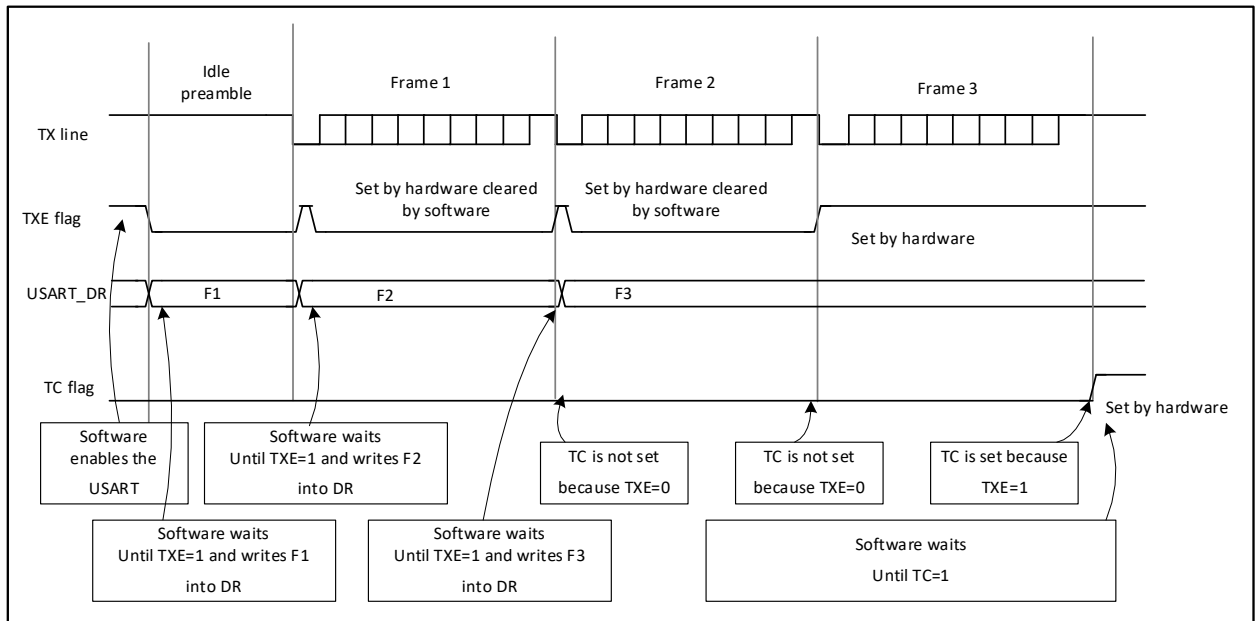 Idle
preamble
Frame 1
Frame 2
Frame 3
TX line
Set by hardware cleared
by software
Set by hardware cleared
by software
TXE flag
Set by hardware
USART_DR
F1
F2
F3
TC flag
Set by hardware
Software
enables the
USART
Software waits
Until TXE=1 and writes F2
into DR
TC is not set
because TXE=0
TC is not set
because TXE=0
TC is set because
TXE=1
Software waits
Until TXE=1 and writes F1
into DR
Software waits
Until TXE=1 and writes F3
into DR
Software waits
Until TC=1